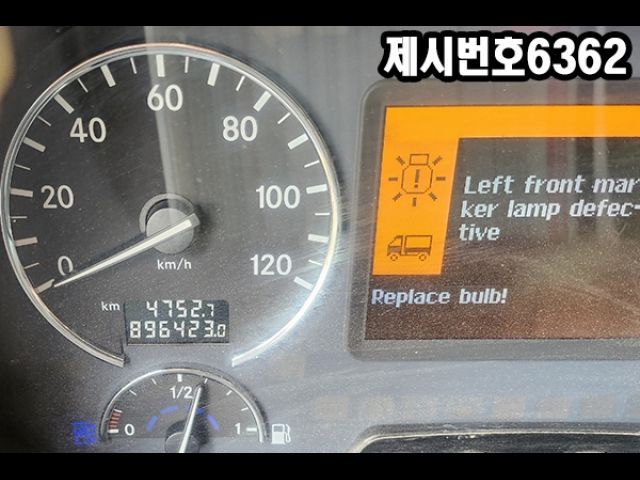 제시번호6362
0
20
40
60
80
100
120
km/h
km 4752.7
896423.0
0
1/2
1
Left front mar
ker lamp defec-
tive
Replace bulb!